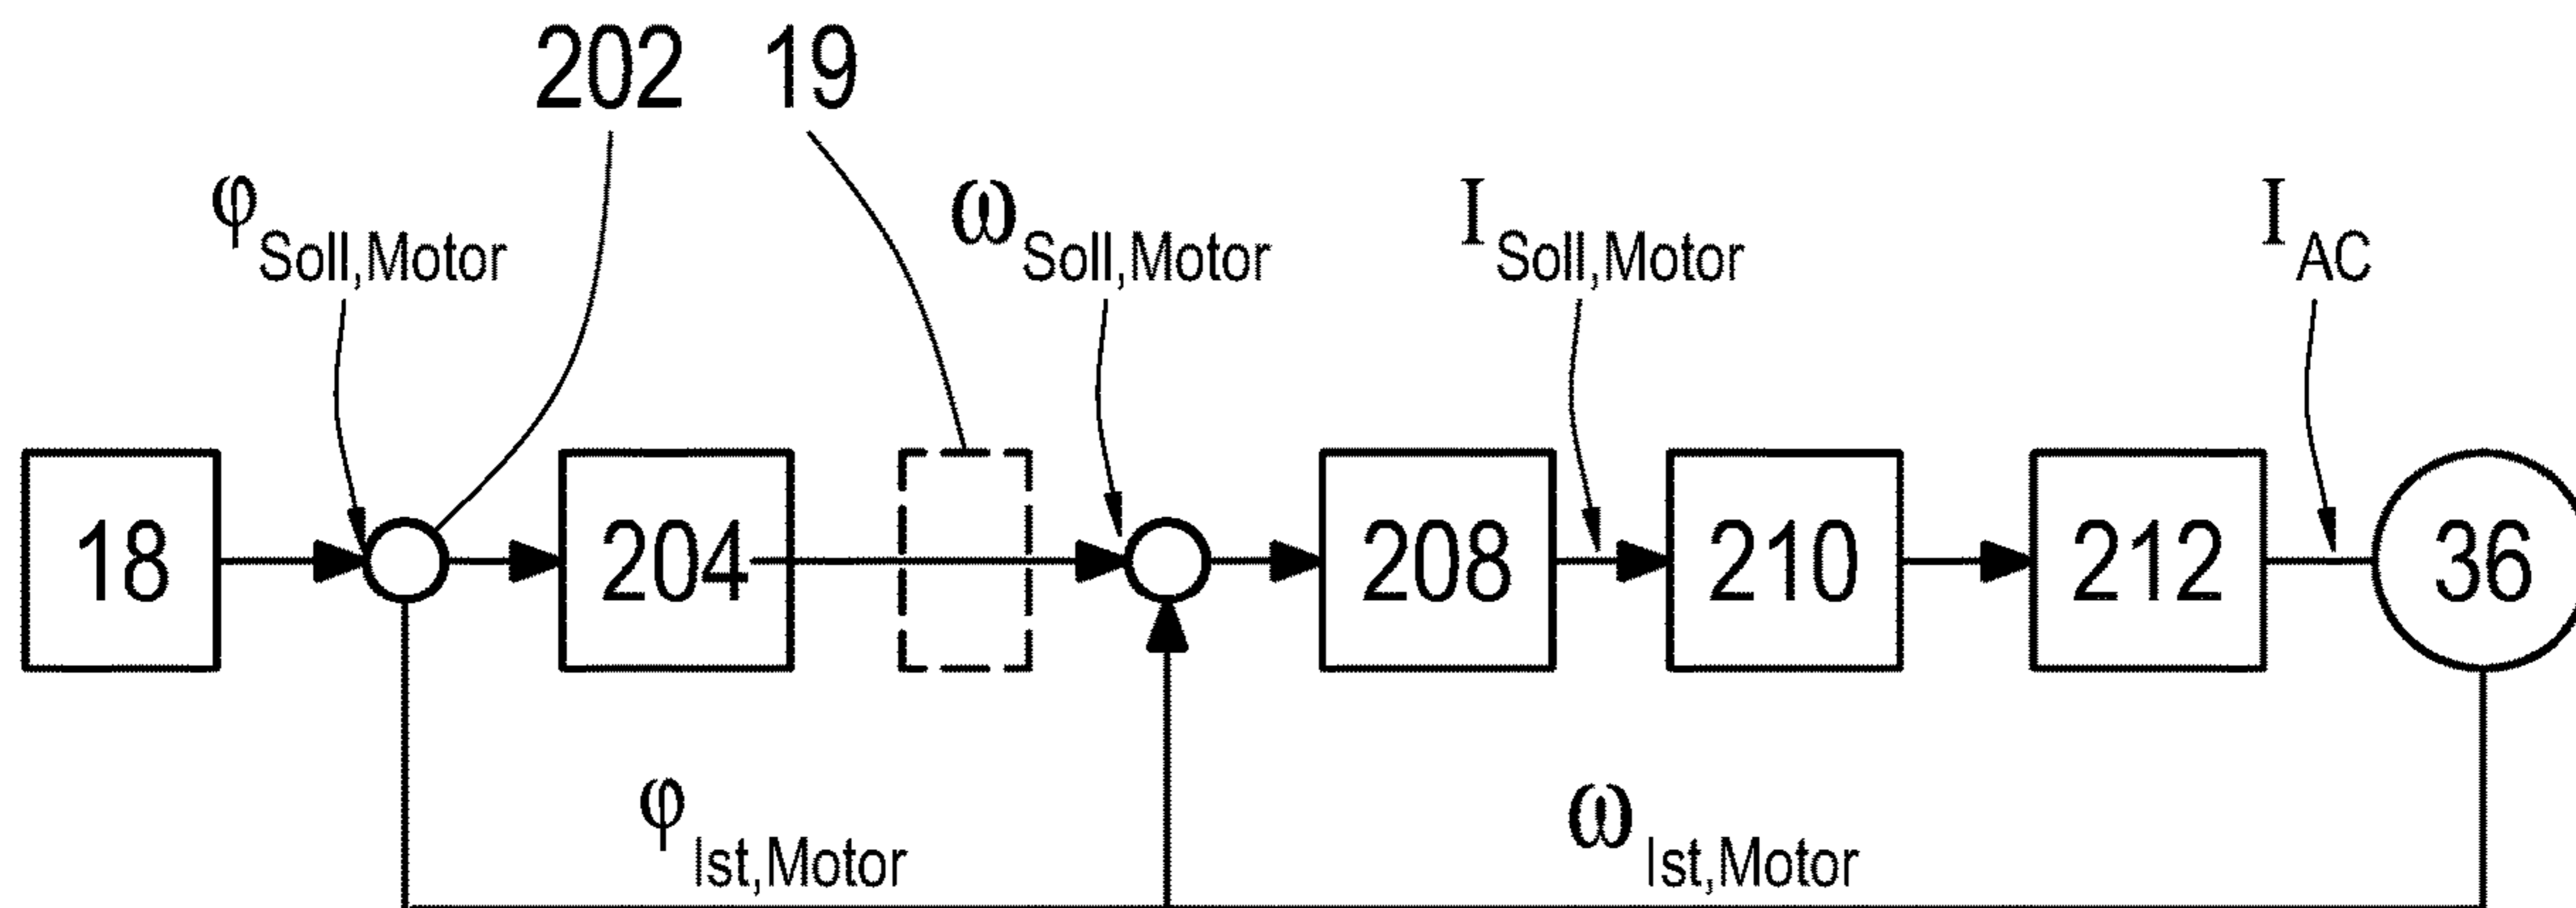 202 19
φSoll,Motor ωSoll,Motor ISoll,Motor IAC
18 204 208 210 212 36
φIst,Motor ωIst,Motor